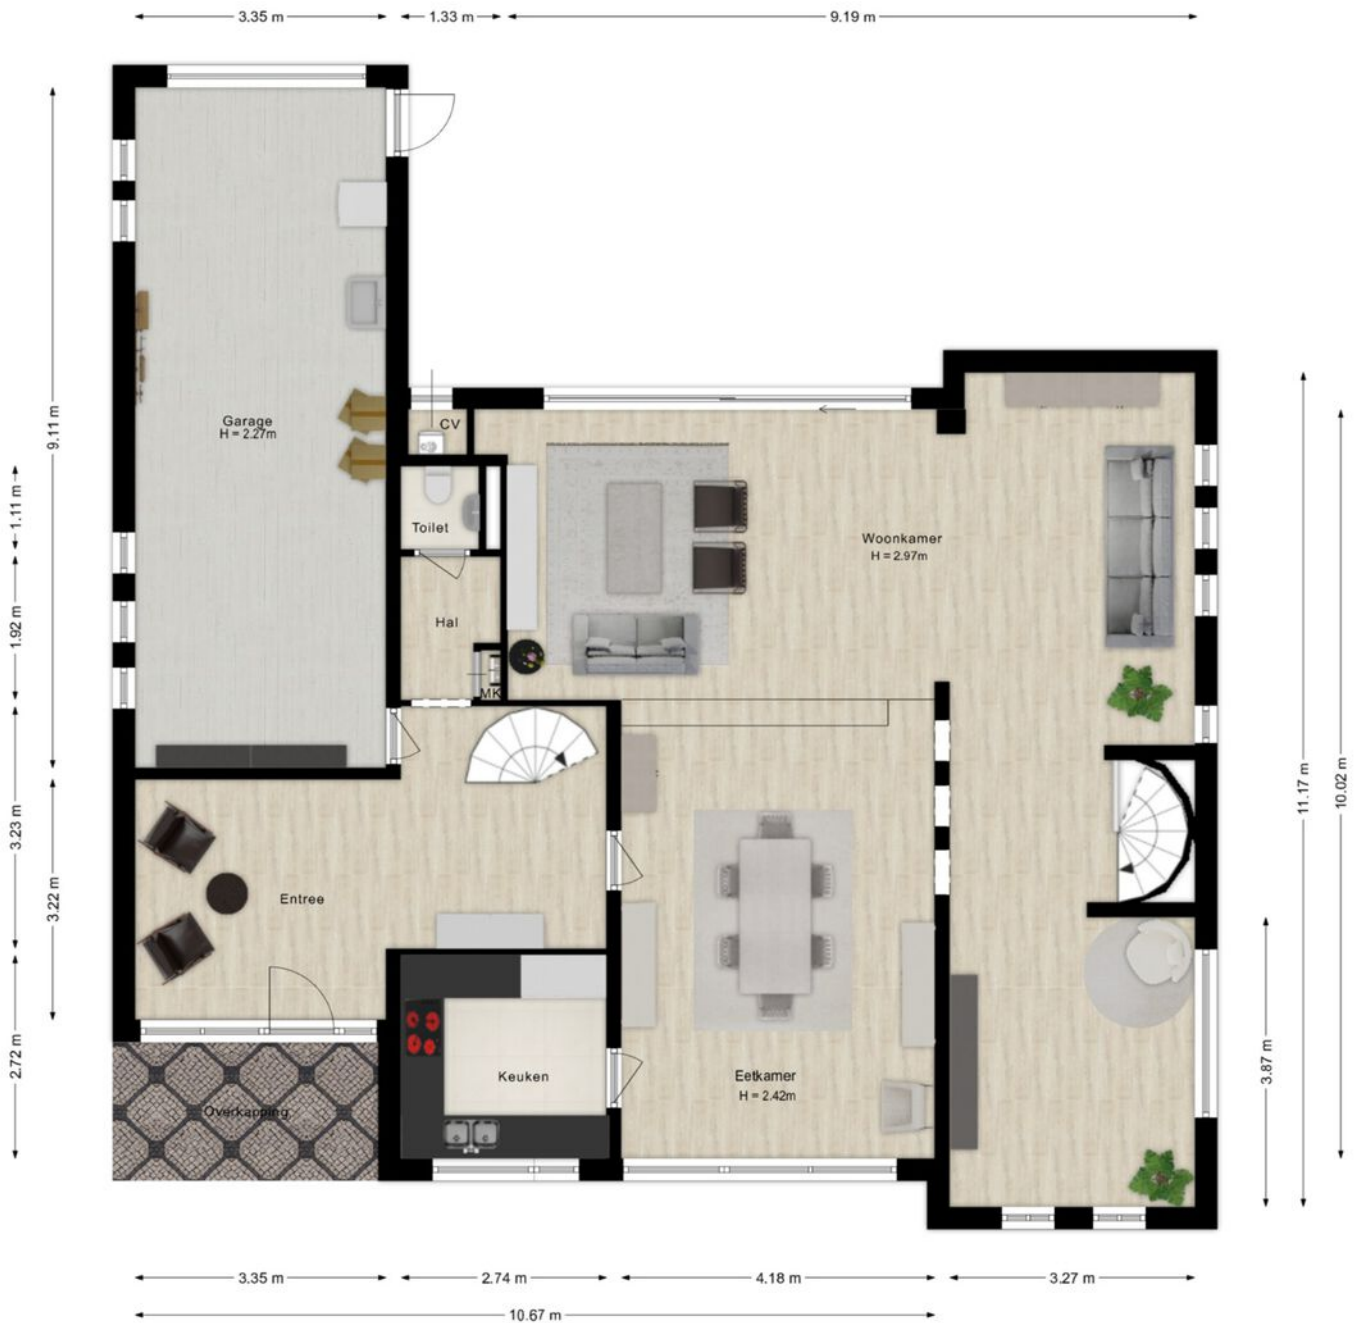 3.35 m
1.33 m
9.19 m
9.11 m
1.11 m
1.92 m
3.23 m
3.22 m
2.72 m
Garage
H = 2.27m
CV
Toilet
Hal
MK
Woonkamer
H = 2.97m
Entree
Overkapping
Keuken
Eetkamer
H = 2.42m
11.17 m
10.02 m
3.87 m
3.35 m
2.74 m
4.18 m
3.27 m
10.67 m